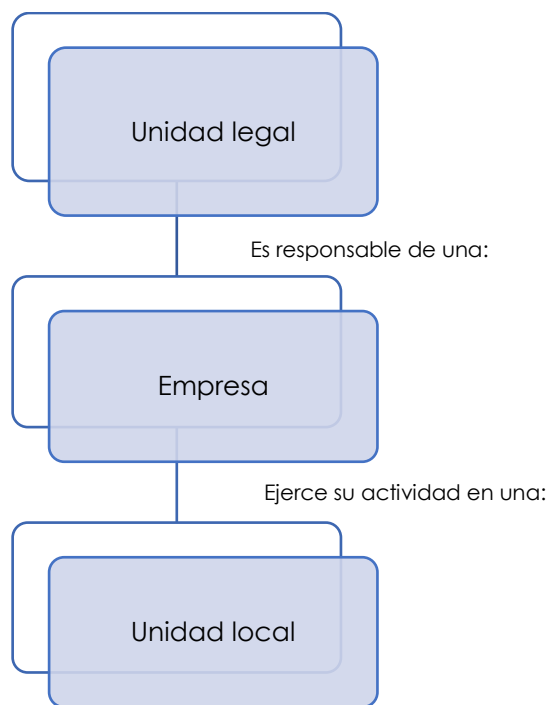 Unidad legal
Es responsable de una:
Empresa
Ejerce su actividad en una:
Unidad local